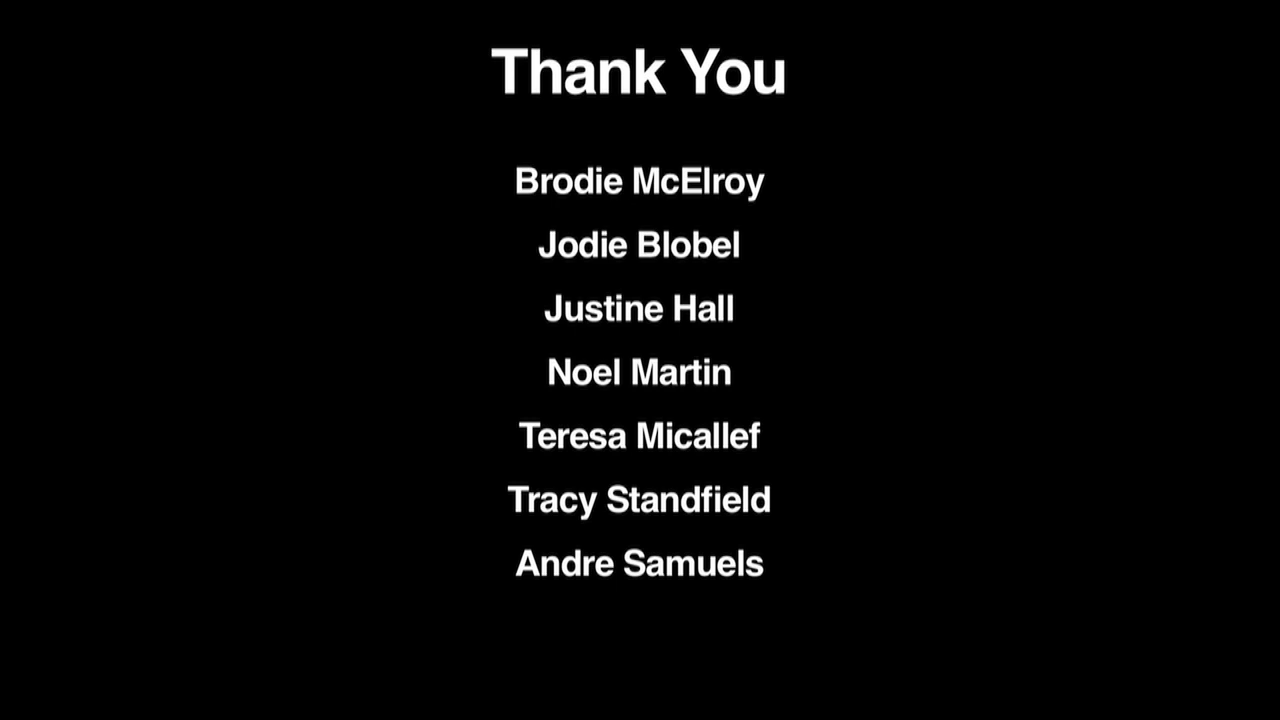 Thank You
Brodie McElroy
Jodie Blobel
Justine Hall
Noel Martin
Teresa Micallef
Tracy Standfield
Andre Samuels